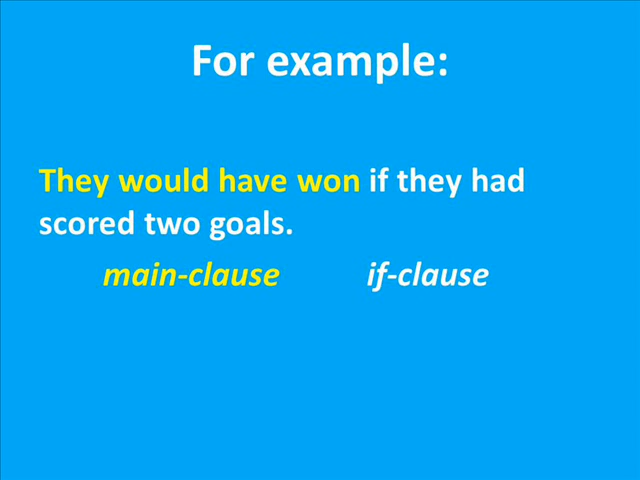 For example:
They would have won if they had
scored two goals.
main-clause if-clause